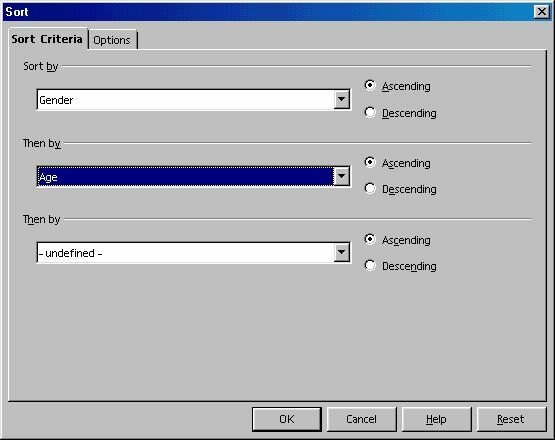 Sort
Sort Criteria Options
Sort by
Gender
Ascending
Descending
Then by
Age
Ascending
Descending
Then by
- undefined -
Ascending
Descending
OK Cancel Help Reset